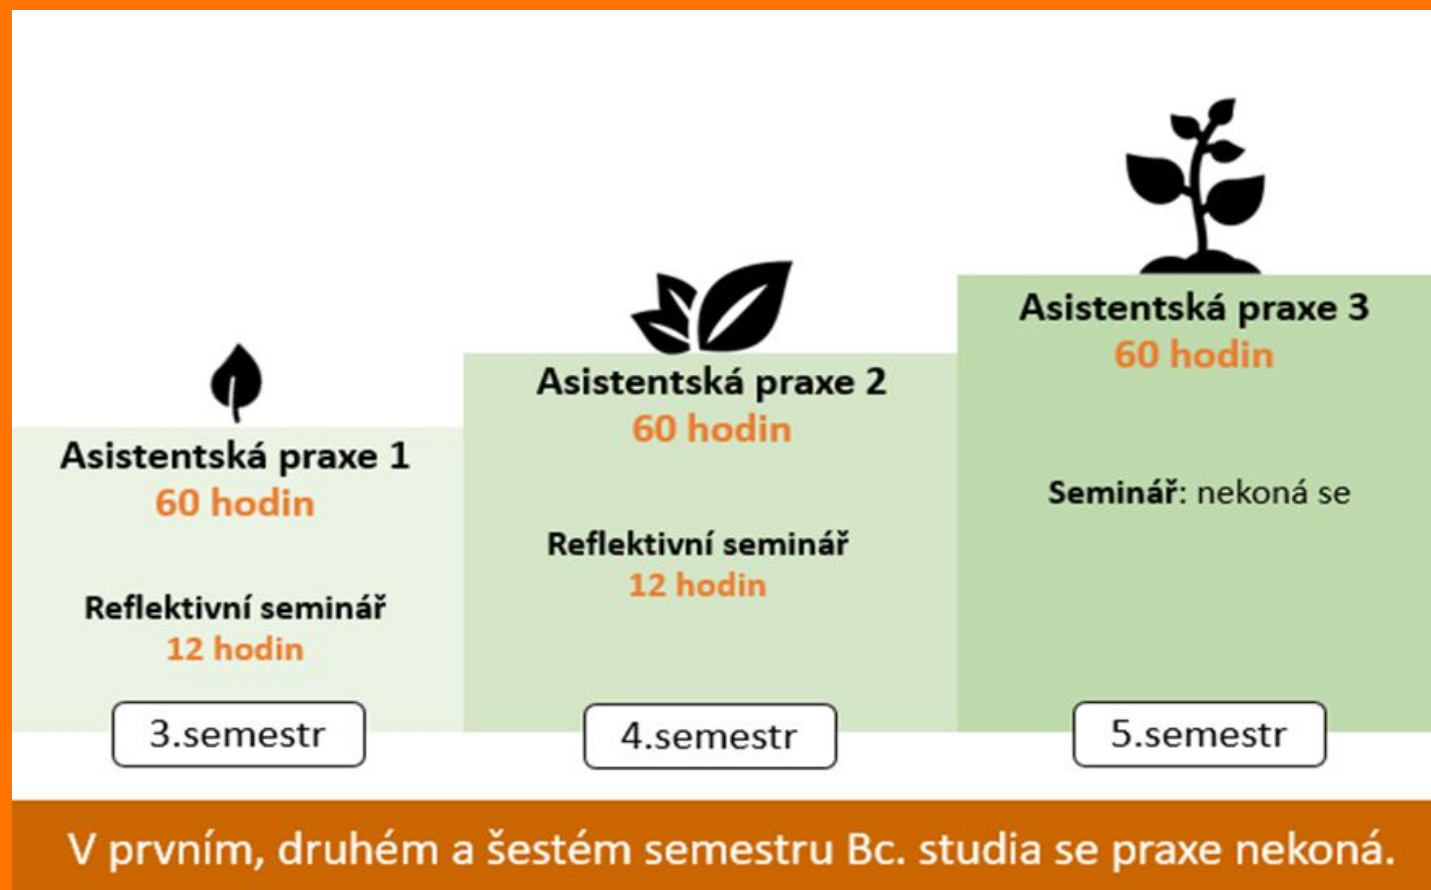 Asistentská praxe 1
60 hodin
Reflektivní seminář
12 hodin
3.semestr
Asistentská praxe 2
60 hodin
Reflektivní seminář
12 hodin
4.semestr
Asistentská praxe 3
60 hodin
Seminář: nekoná se
5.semestr
V prvním, druhém a šestém semestru Bc. studia se praxe nekoná.